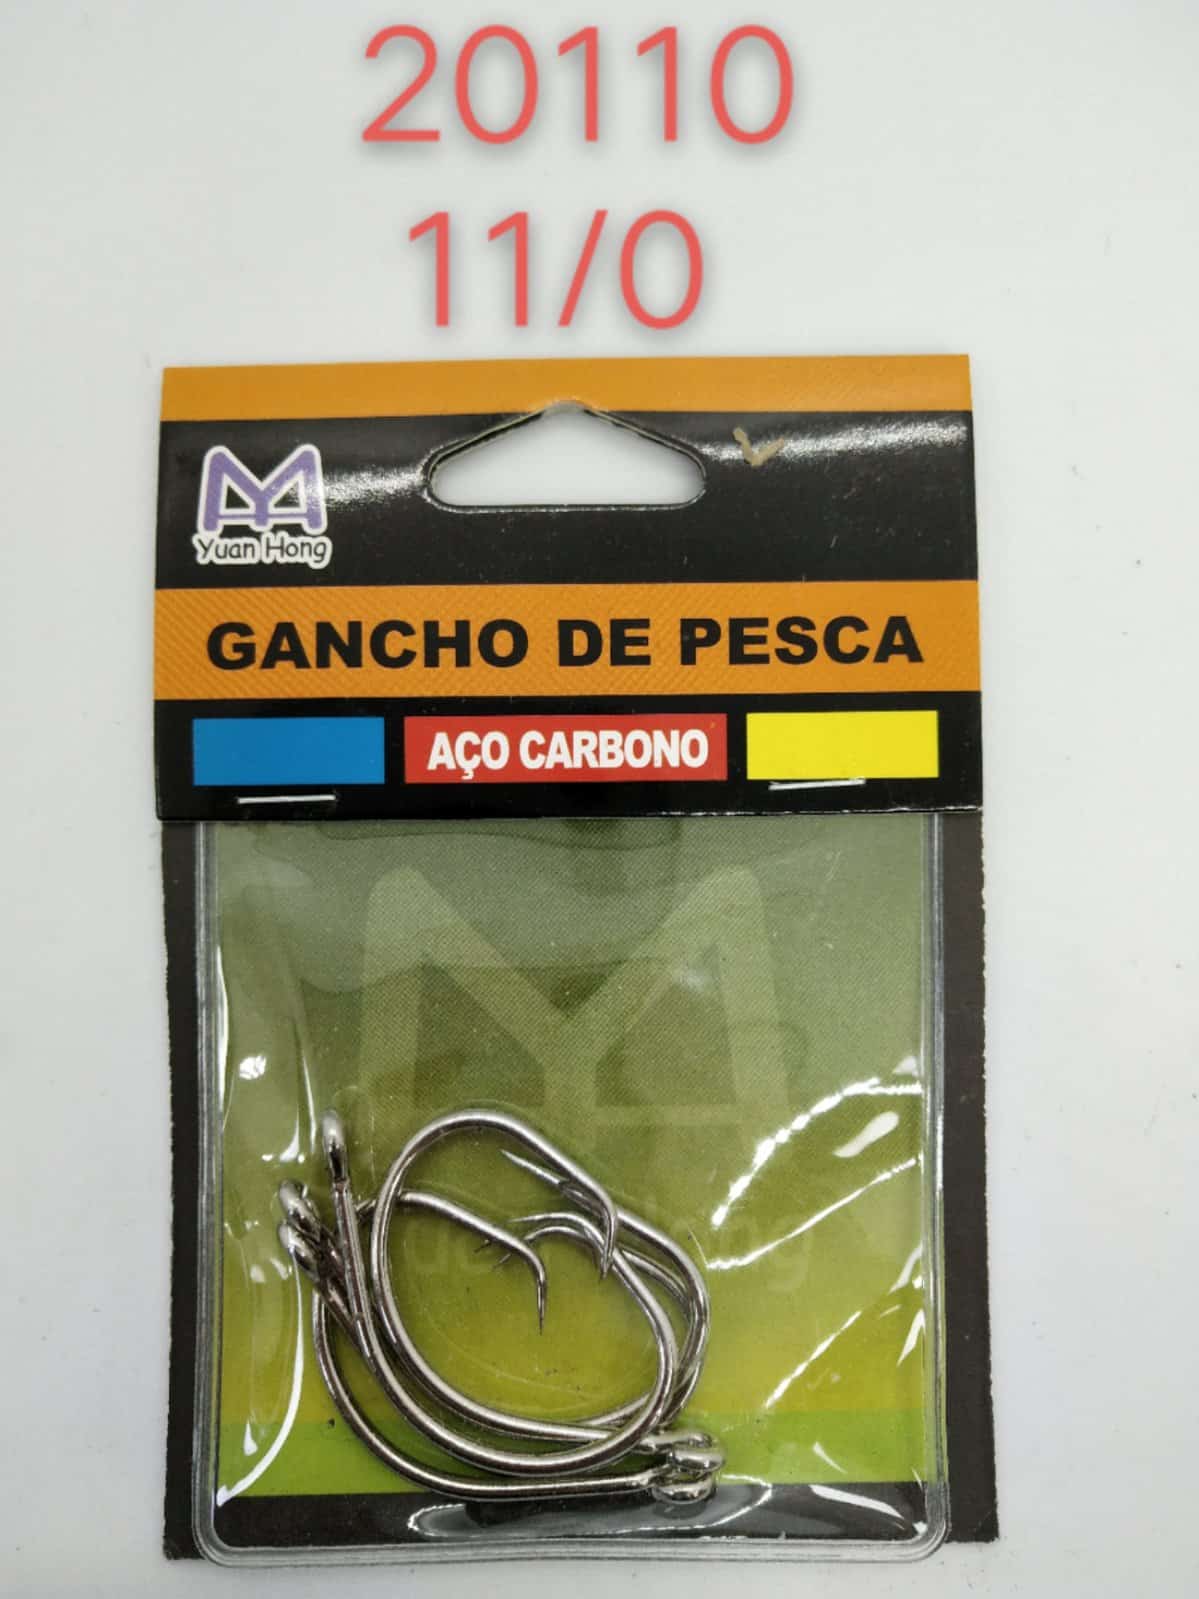 20110
11/0
Yuan Hong
GANCHO DE PESCA
AÇO CARBONO